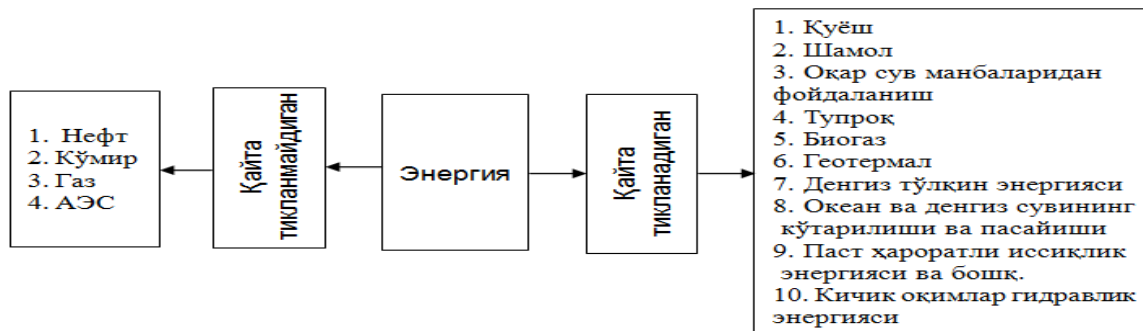 1. Нефт
2. Кўмир
3. Газ
4. АЭС
Қайта
тикланмайдиган
Энергия
Қайта
тикланадиган
1. Қуёш
2. Шамол
3. Оқар сув манбаларидан
фойдаланиш
4. Тупроқ
5. Биогаз
6. Геотермал
7. Денгиз тўлқин энергияси
8. Океан ва денгиз сувининг
кўтарилиши ва пасайиши
9. Паст ҳароратли иссиқлик
энергияси ва бошқ.
10. Кичик оқимлар гидравлик
энергияси